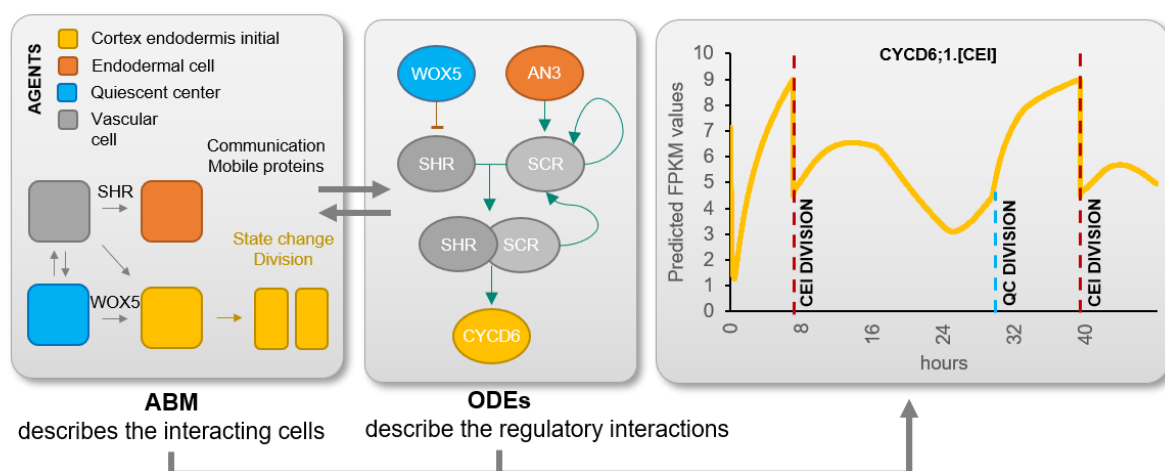 AGENTS
Cortex endodermis initial
Endodermal cell
Quiescent center
Vascular
cell
Communication
Mobile proteins
SHR
State change
Division
WOX5
WOX5
AN3
SHR
SCR
SHR
SCR
CYCD6
CYCD6;1.[CEI]
Predicted FPKM values
10
9
8
7
6
5
4
3
2
1
0
CEI DIVISION
QC DIVISION
CEI DIVISION
0
8
16
24
32
40
hours
ABM
describes the interacting cells
ODEs
describe the regulatory interactions